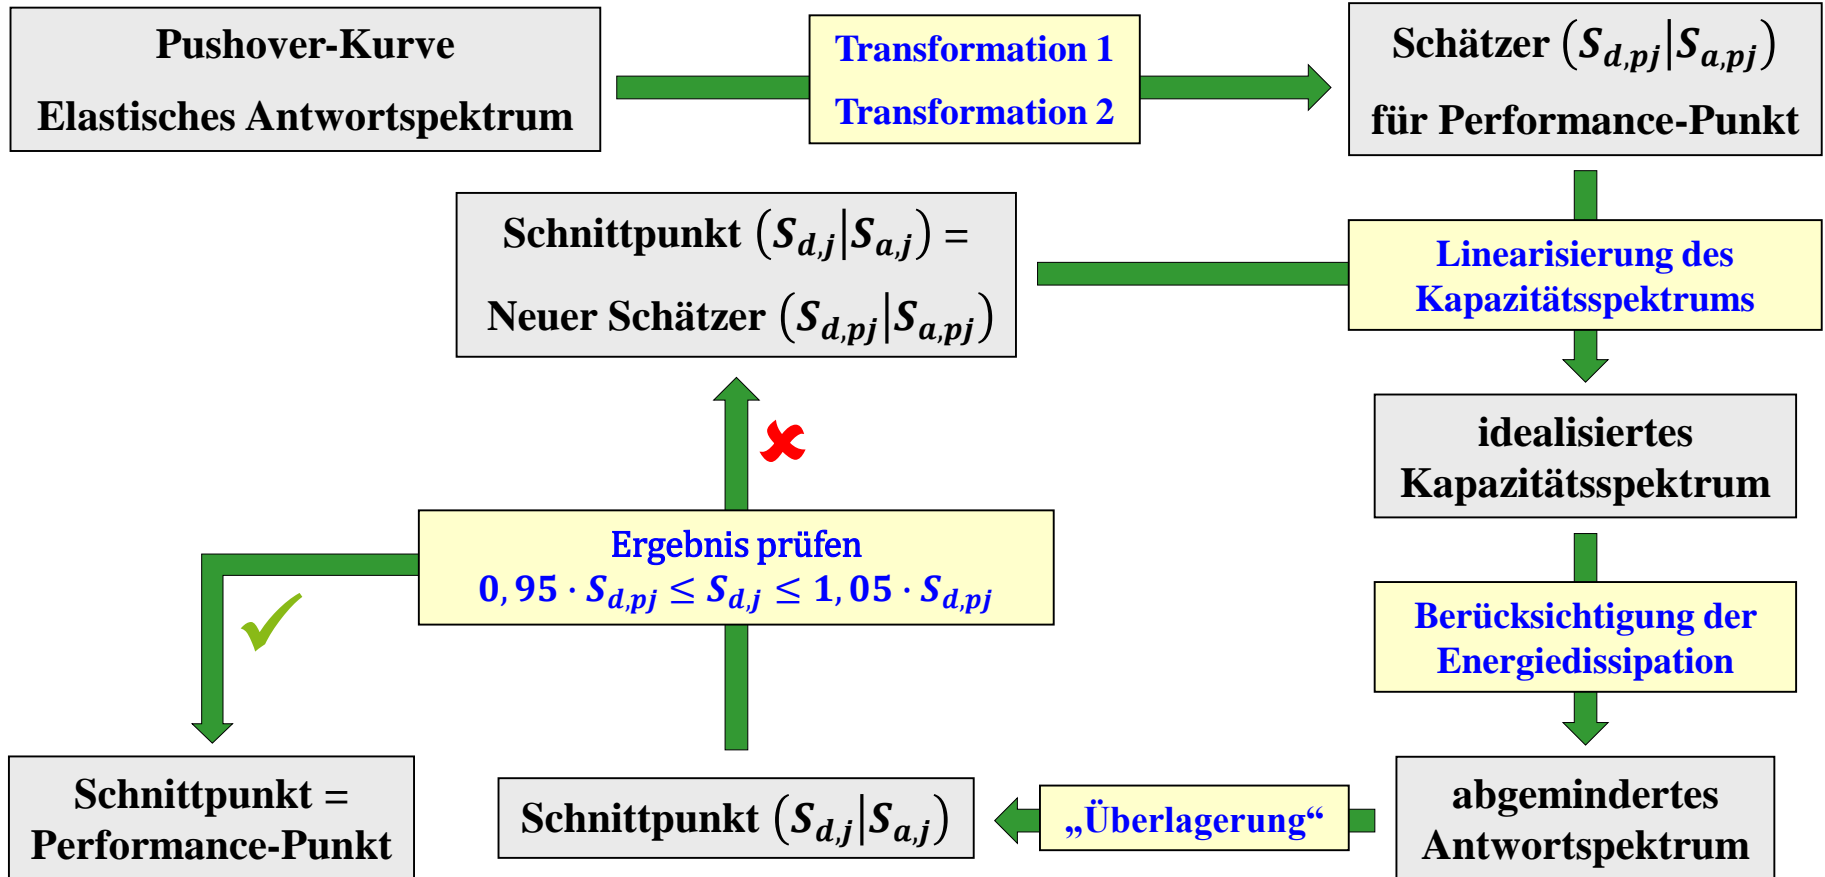 Pushover-Kurve
Elastisches Antwortspektrum
Transformation 1
Transformation 2
Schätzer (S_{d,pj}|S_{a,pj})
für Performance-Punkt
Schnittpunkt (S_{d,j}|S_{a,j}) =
Neuer Schätzer (S_{d,pj}|S_{a,pj})
Linearisierung des
Kapazitätsspektrums
idealisiertes
Kapazitätsspektrum
Ergebnis prüfen
0,95 · S_{d,pj} ≤ S_{d,j} ≤ 1,05 · S_{d,pj}
Berücksichtigung der
Energiedissipation
abgemindertes
Antwortspektrum
„Überlagerung“
Schnittpunkt (S_{d,j}|S_{a,j})
Schnittpunkt =
Performance-Punkt